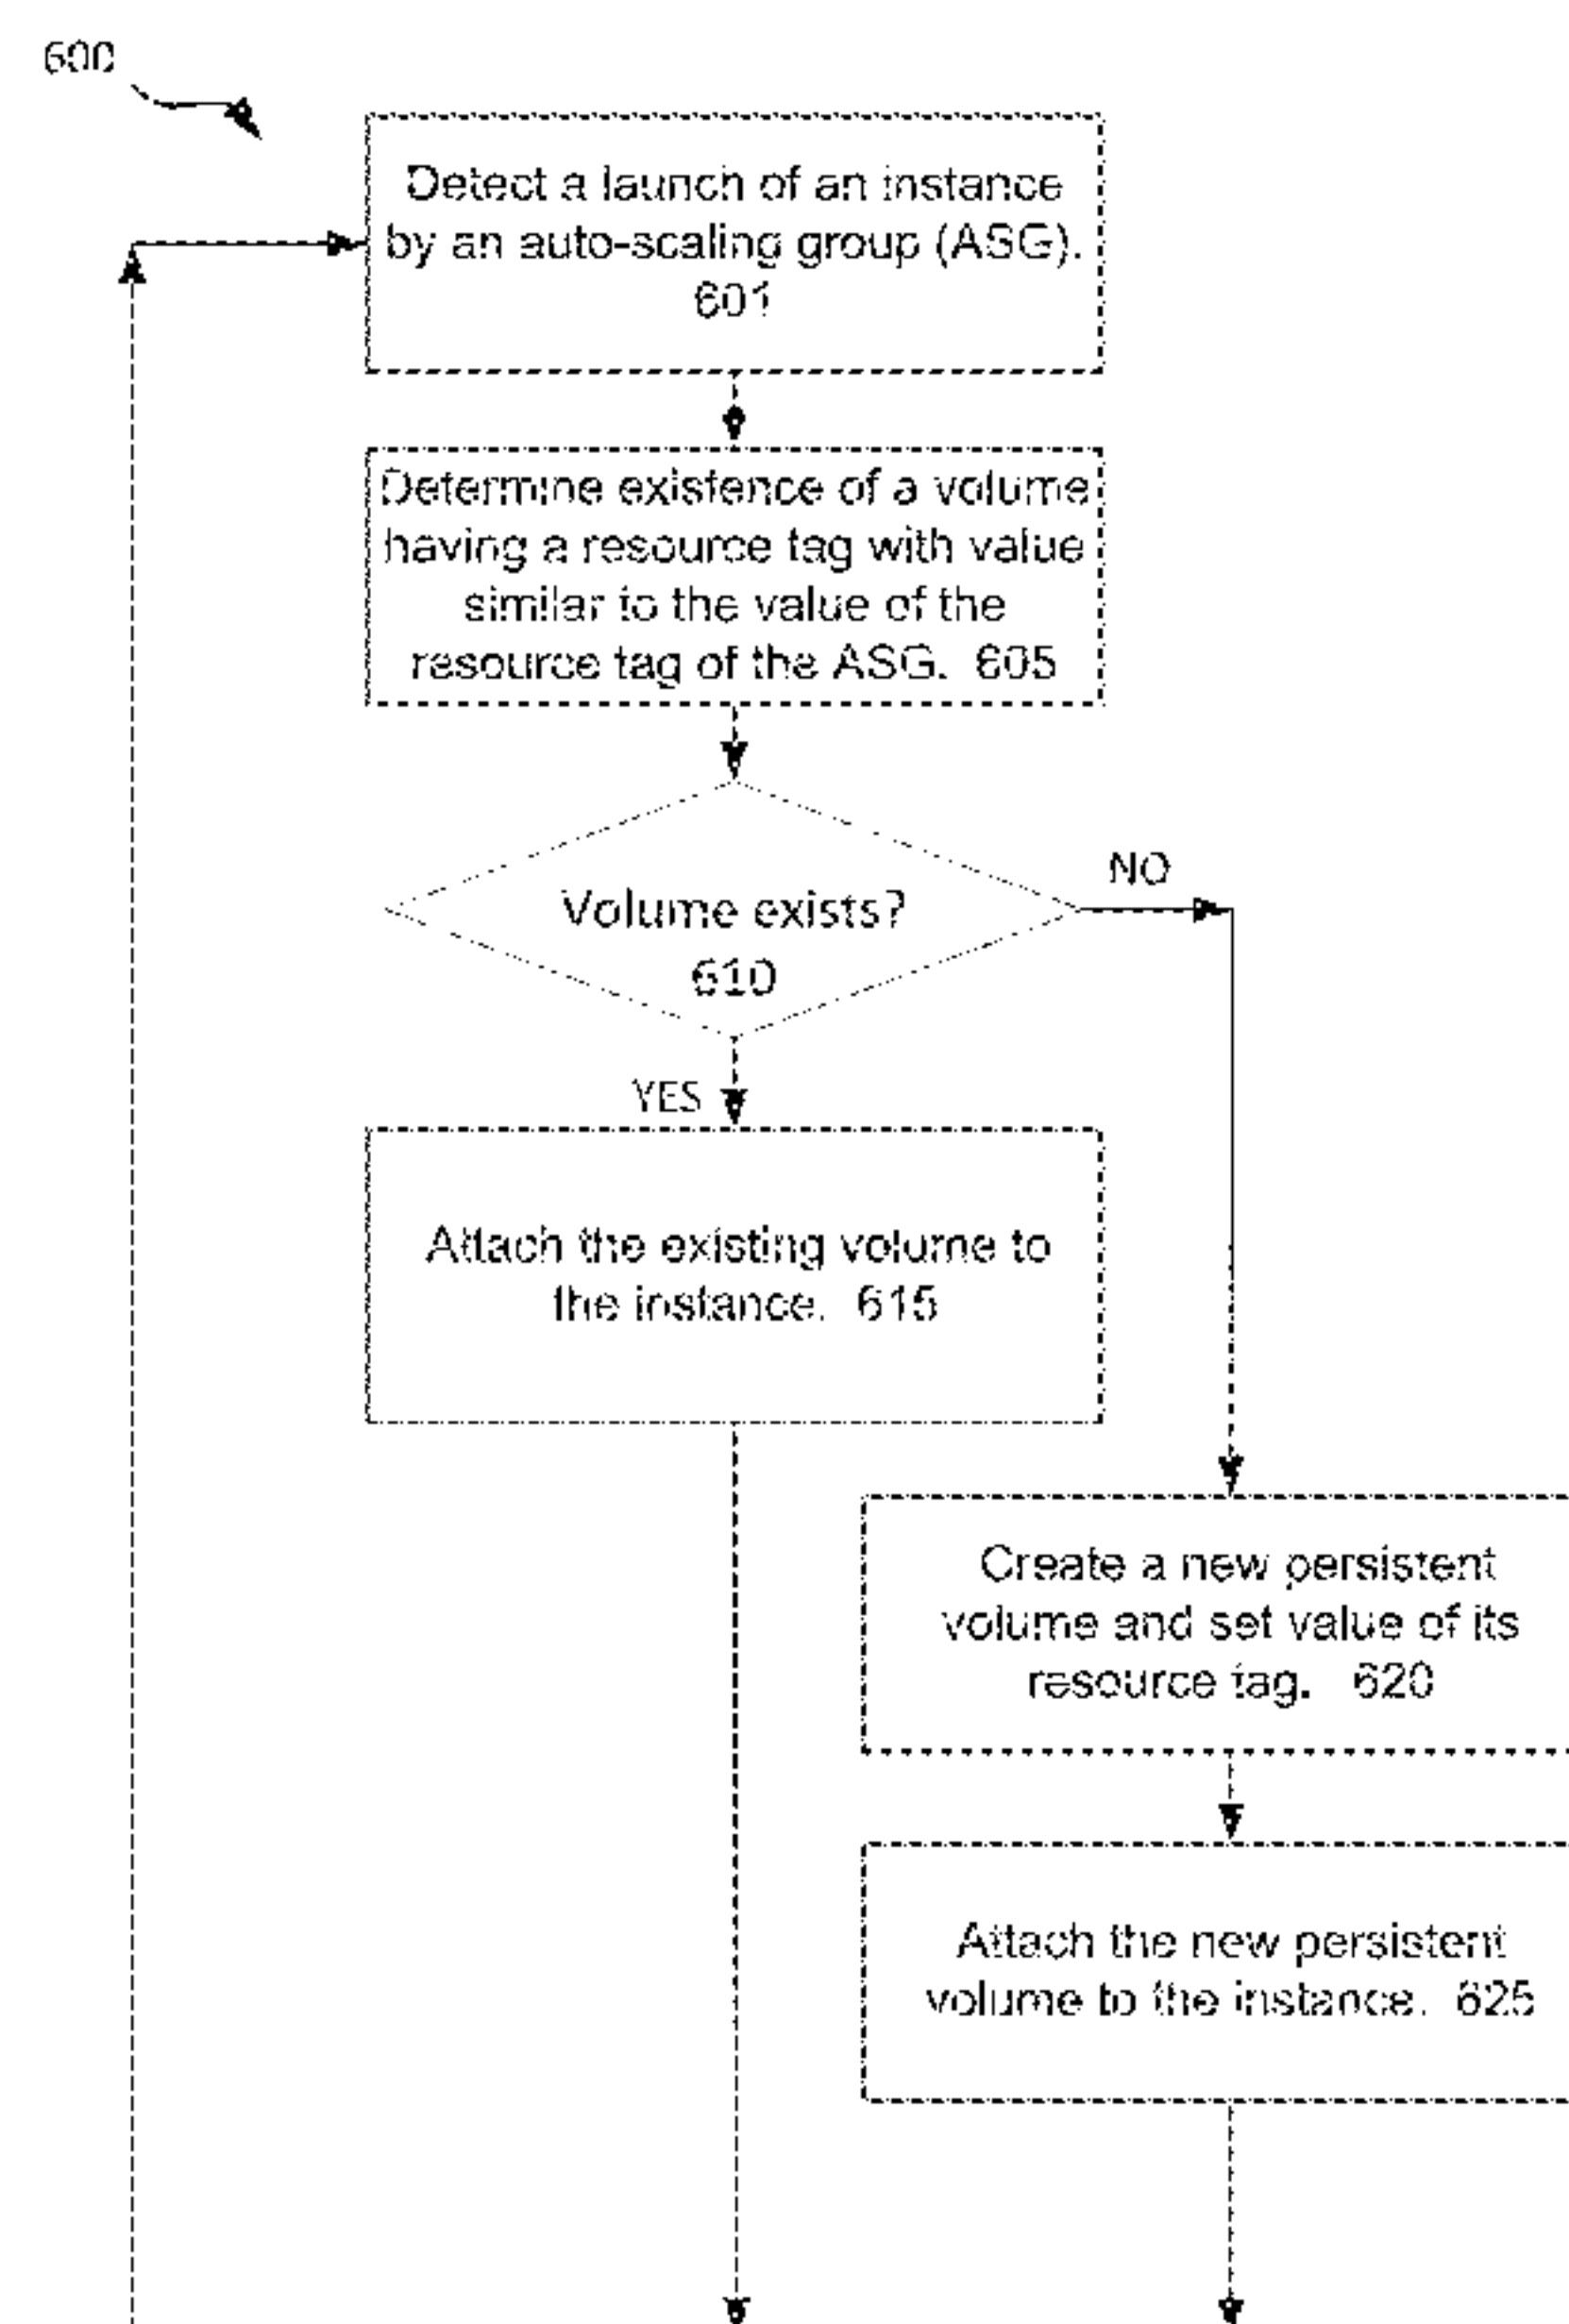 600
Detect a launch of an instance
by an auto-scaling group (ASG).
601
Determine existence of a volume
having a resource tag with value
similar to the value of the
resource tag of the ASG. 605
Volume exists?
610
NO
YES
Attach the existing volume to
the instance. 615
Create a new persistent
volume and set value of its
resource tag. 620
Attach the new persistent
volume to the instance. 625